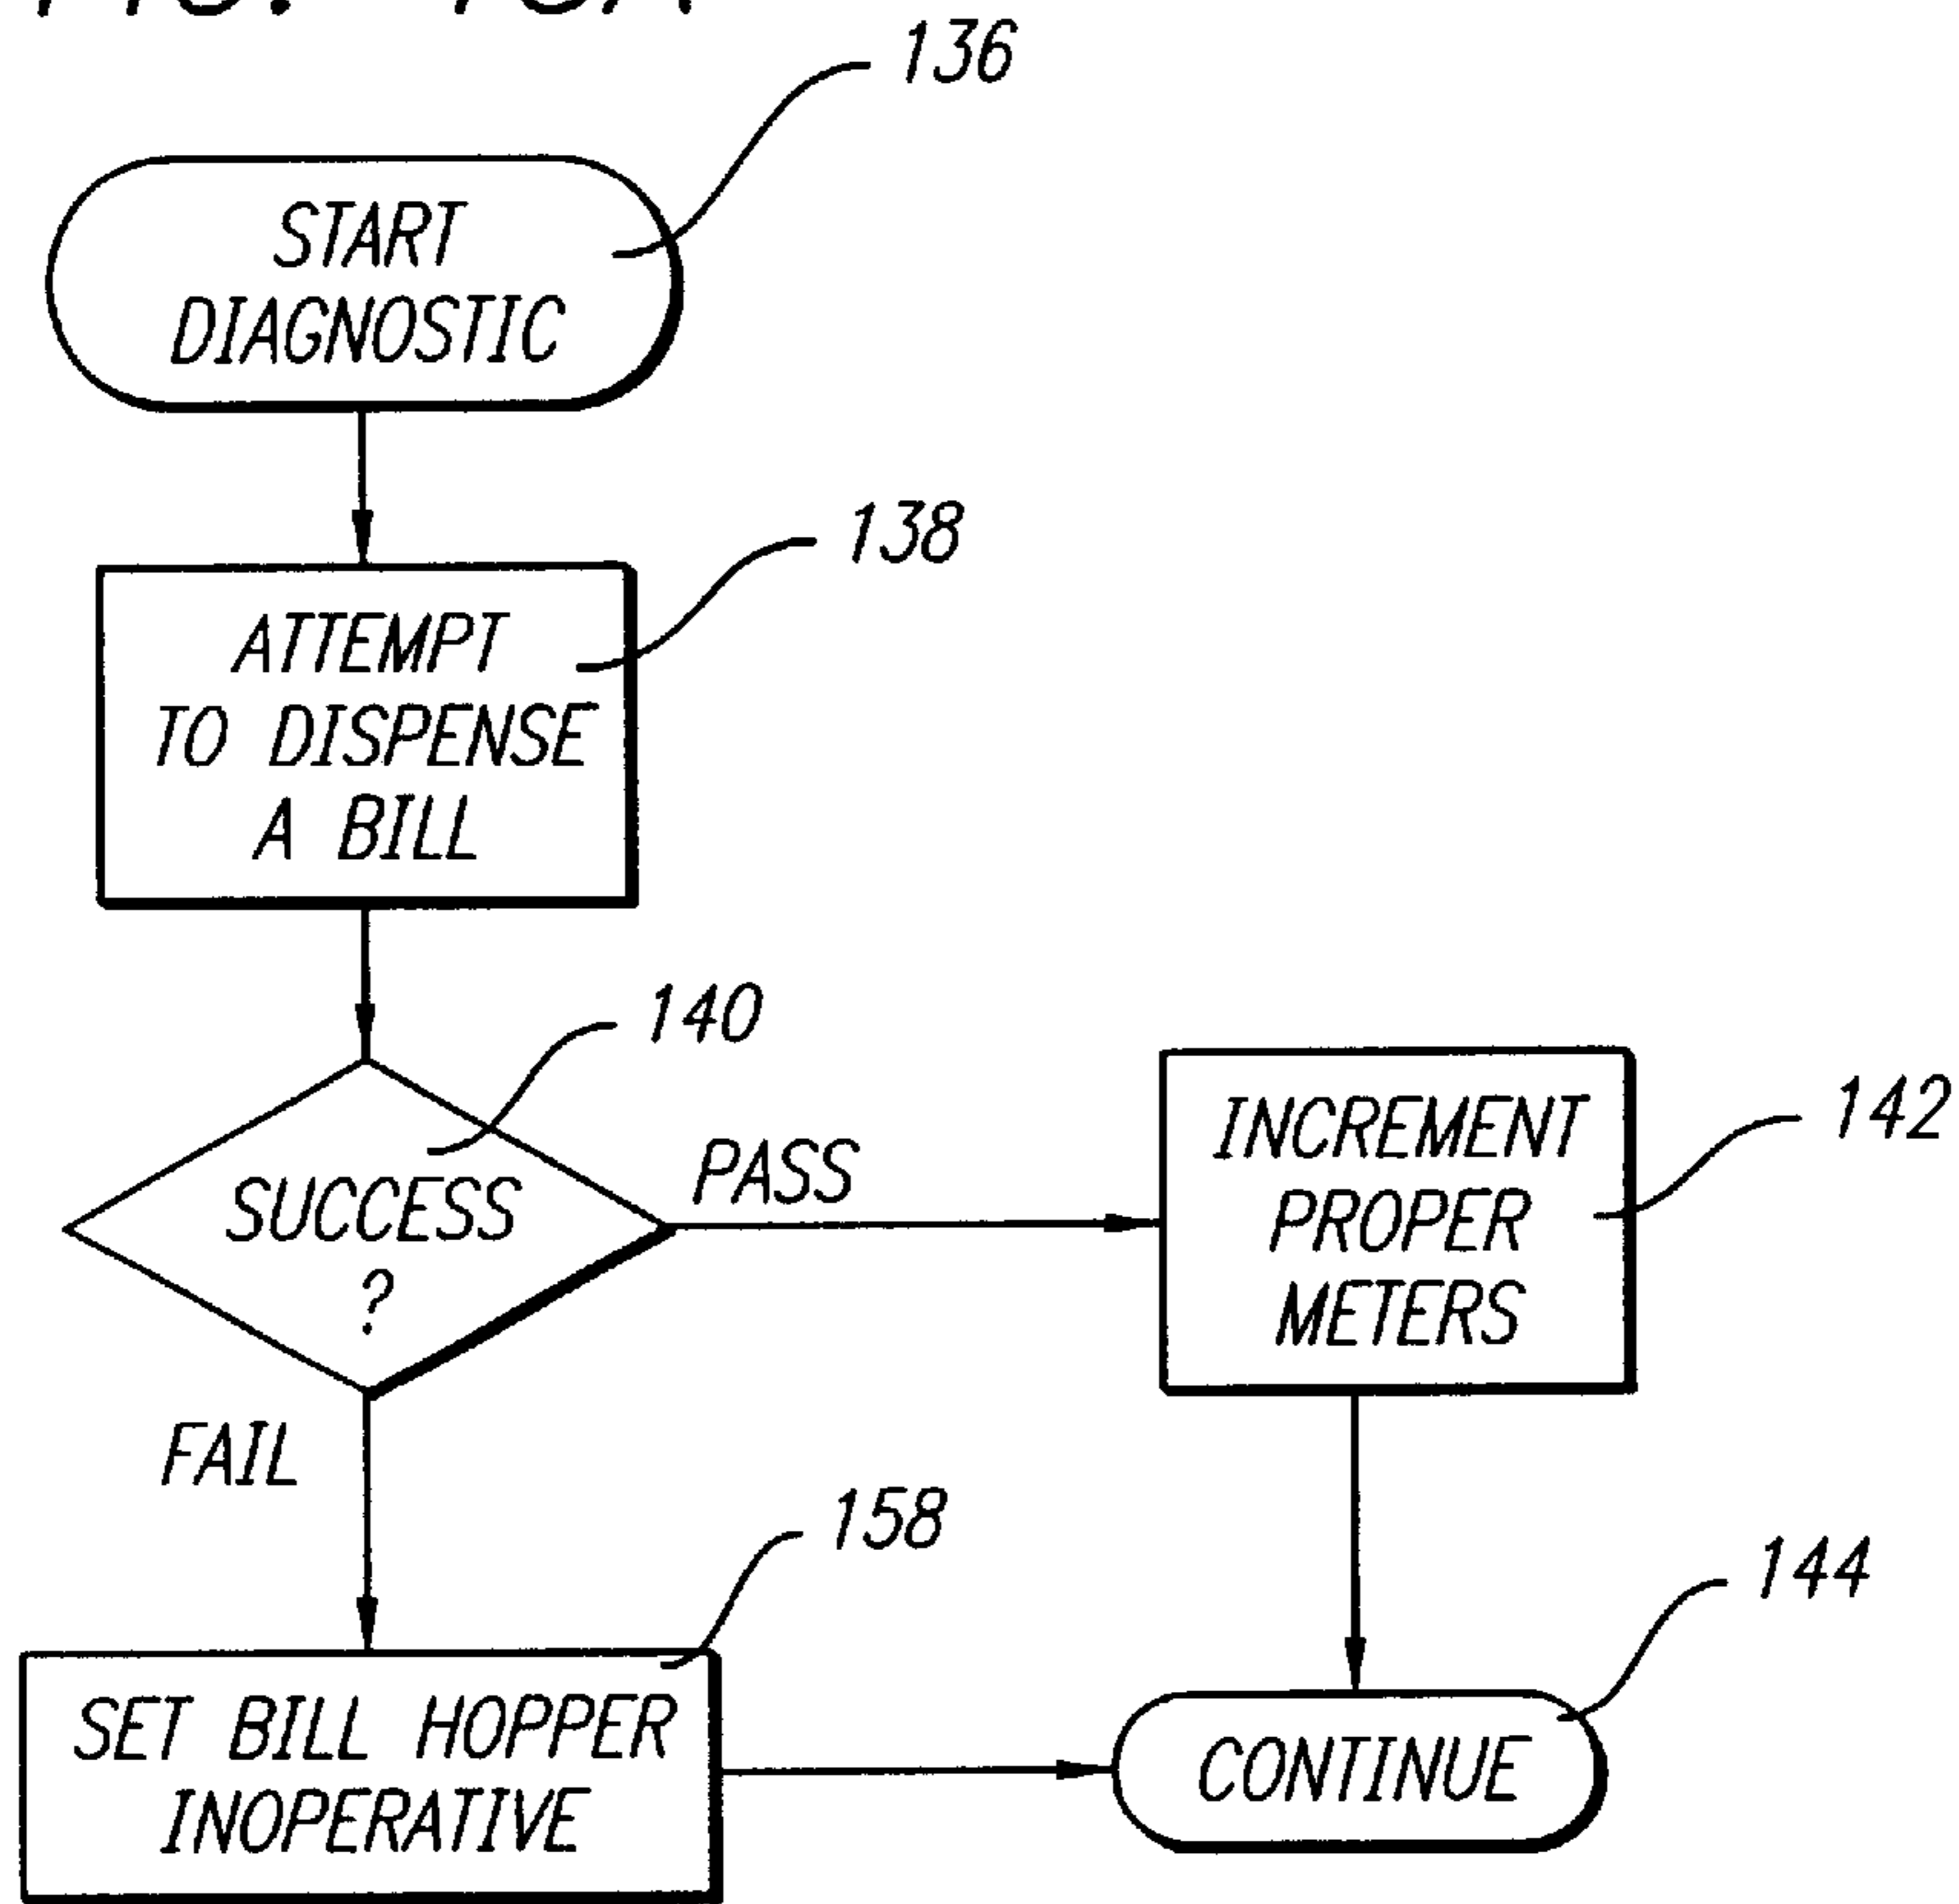 136
START
DIAGNOSTIC
138
ATTEMPT
TO DISPENSE
A BILL
140
SUCCESS
?
PASS
INCREMENT
PROPER
METERS
142
FAIL
158
SET BILL HOPPER
INOPERATIVE
144
CONTINUE